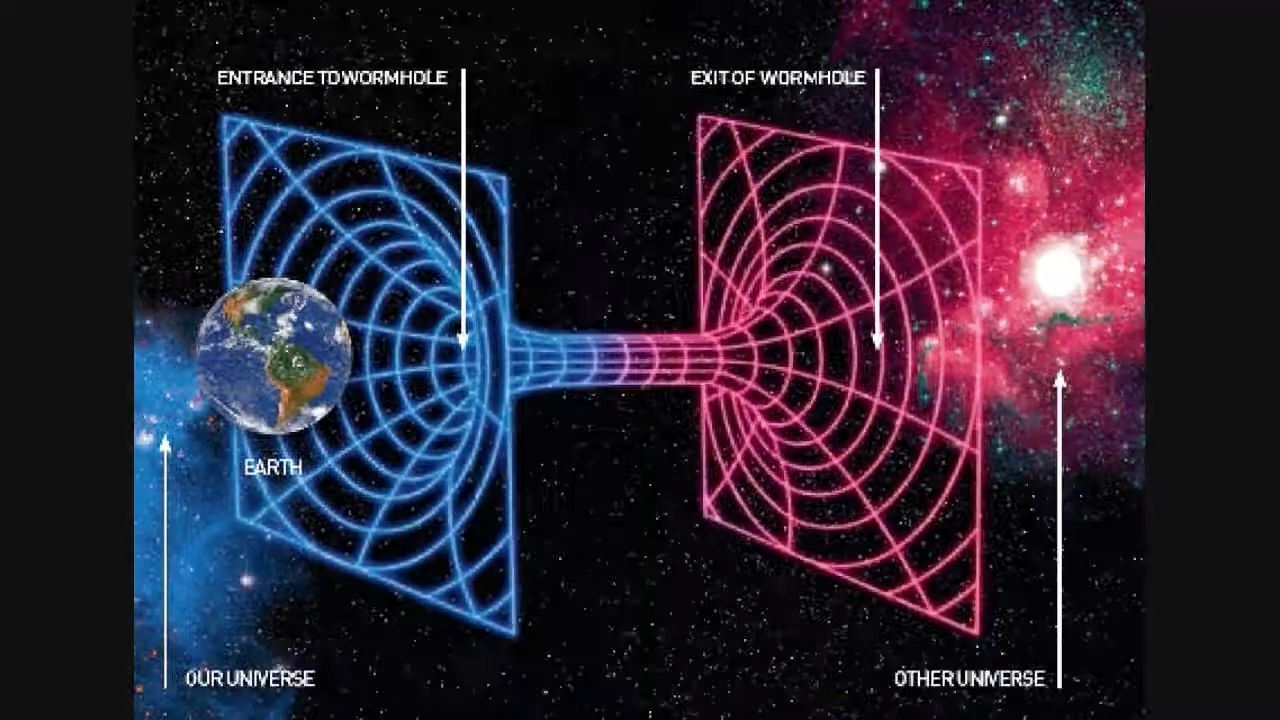 ENTRANCE TO WORMHOLE
EXIT OF WORMHOLE
EARTH
OUR UNIVERSE
OTHER UNIVERSE